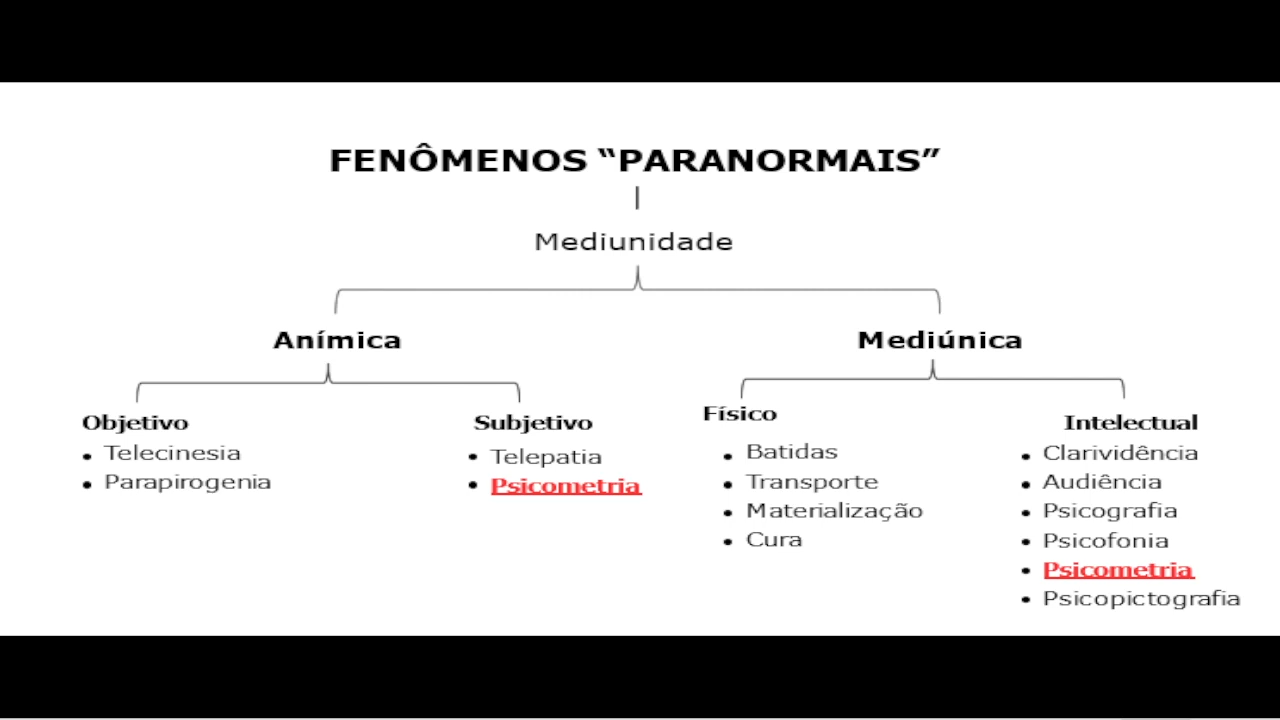 FENÔMENOS “PARANORMAIS”
Mediunidade
Anímica
Mediúnica
Objetivo
• Telecinesia
• Parapirogenia
Subjetivo
• Telepatia
• Psicometria
Físico
• Batidas
• Transporte
• Materialização
• Cura
Intelectual
• Clarividência
• Audiência
• Psicografia
• Psicofonia
• Psicometria
• Psicopictografia